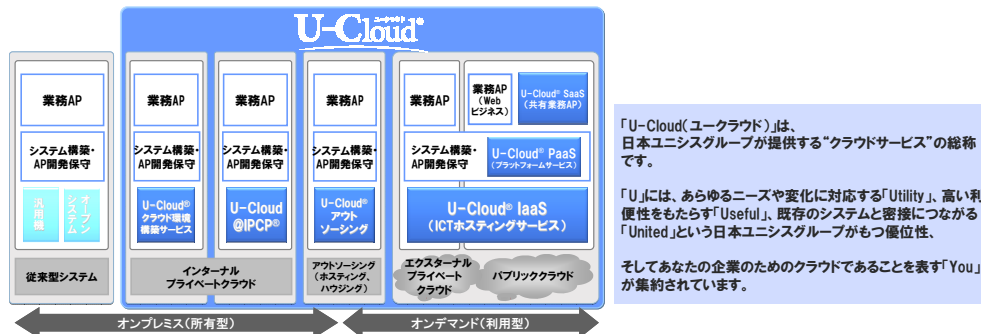 ユークラウド
U-Cloud®
業務AP
業務AP
業務AP
業務AP
業務AP
業務AP
(Web
ビジネス)
U-Cloud® SaaS
(共有業務AP)
システム構築・
AP開発保守
システム構築・
AP開発保守
システム構築・
AP開発保守
システム構築・
AP開発保守
システム構築・
AP開発保守
U-Cloud® PaaS
(プラットフォームサービス)
汎用機
オープンシステム
U-Cloud®
クラウド環境
構築サービス
U-Cloud
@IPCP®
U-Cloud®
アウト
ソーシング
U-Cloud® IaaS
(ICTホスティングサービス)
従来型システム
インターナル
プライベートクラウド
アウトソーシング
(ホスティング、
ハウジング)
エクスターナル
プライベート
クラウド
パブリッククラウド
オンプレミス(所有型)
オンデマンド(利用型)
「U-Cloud(ユークラウド)」は、
日本ユニシスグループが提供する“クラウドサービス”の総称
です。
「U」には、あらゆるニーズや変化に対応する「Utility」、高い利
便性をもたらす「Useful」、既存のシステムと密接につながる
「United」という日本ユニシスグループがもつ優位性、
そしてあなたの企業のためのクラウドであることを表す「You」
が集約されています。